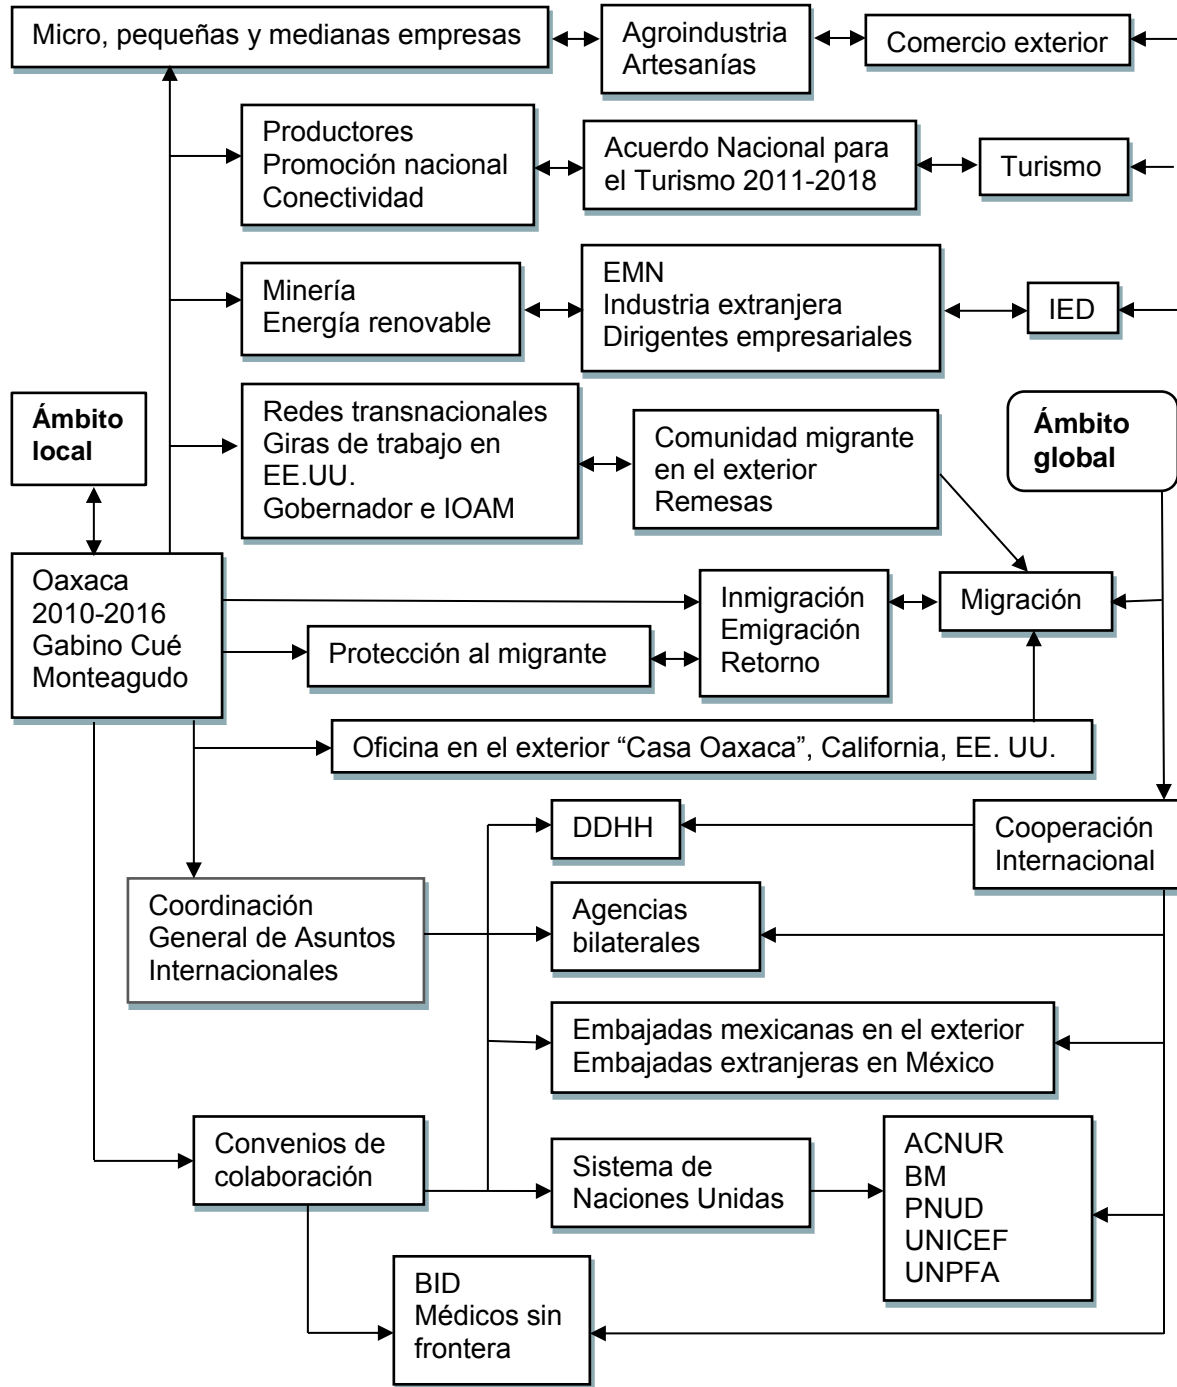 Micro, pequeñas y medianas empresas
Agroindustria
Artesanías
Comercio exterior
Productores
Promoción nacional
Conectividad
Acuerdo Nacional para
el Turismo 2011-2018
Turismo
Minería
Energía renovable
EMN
Industria extranjera
Dirigentes empresariales
IED
Ámbito
local
Redes transnacionales
Giras de trabajo en
EE.UU.
Gobernador e IOAM
Comunidad migrante
en el exterior
Remesas
Ámbito
global
Oaxaca
2010-2016
Gabino Cué
Monteagudo
Inmigración
Emigración
Retorno
Migración
Protección al migrante
Oficina en el exterior “Casa Oaxaca”, California, EE. UU.
DDHH
Cooperación
Internacional
Coordinación
General de Asuntos
Internacionales
Agencias
bilaterales
Embajadas mexicanas en el exterior
Embajadas extranjeras en México
Convenios de
colaboración
Sistema de
Naciones Unidas
ACNUR
BM
PNUD
UNICEF
UNPFA
BID
Médicos sin
frontera